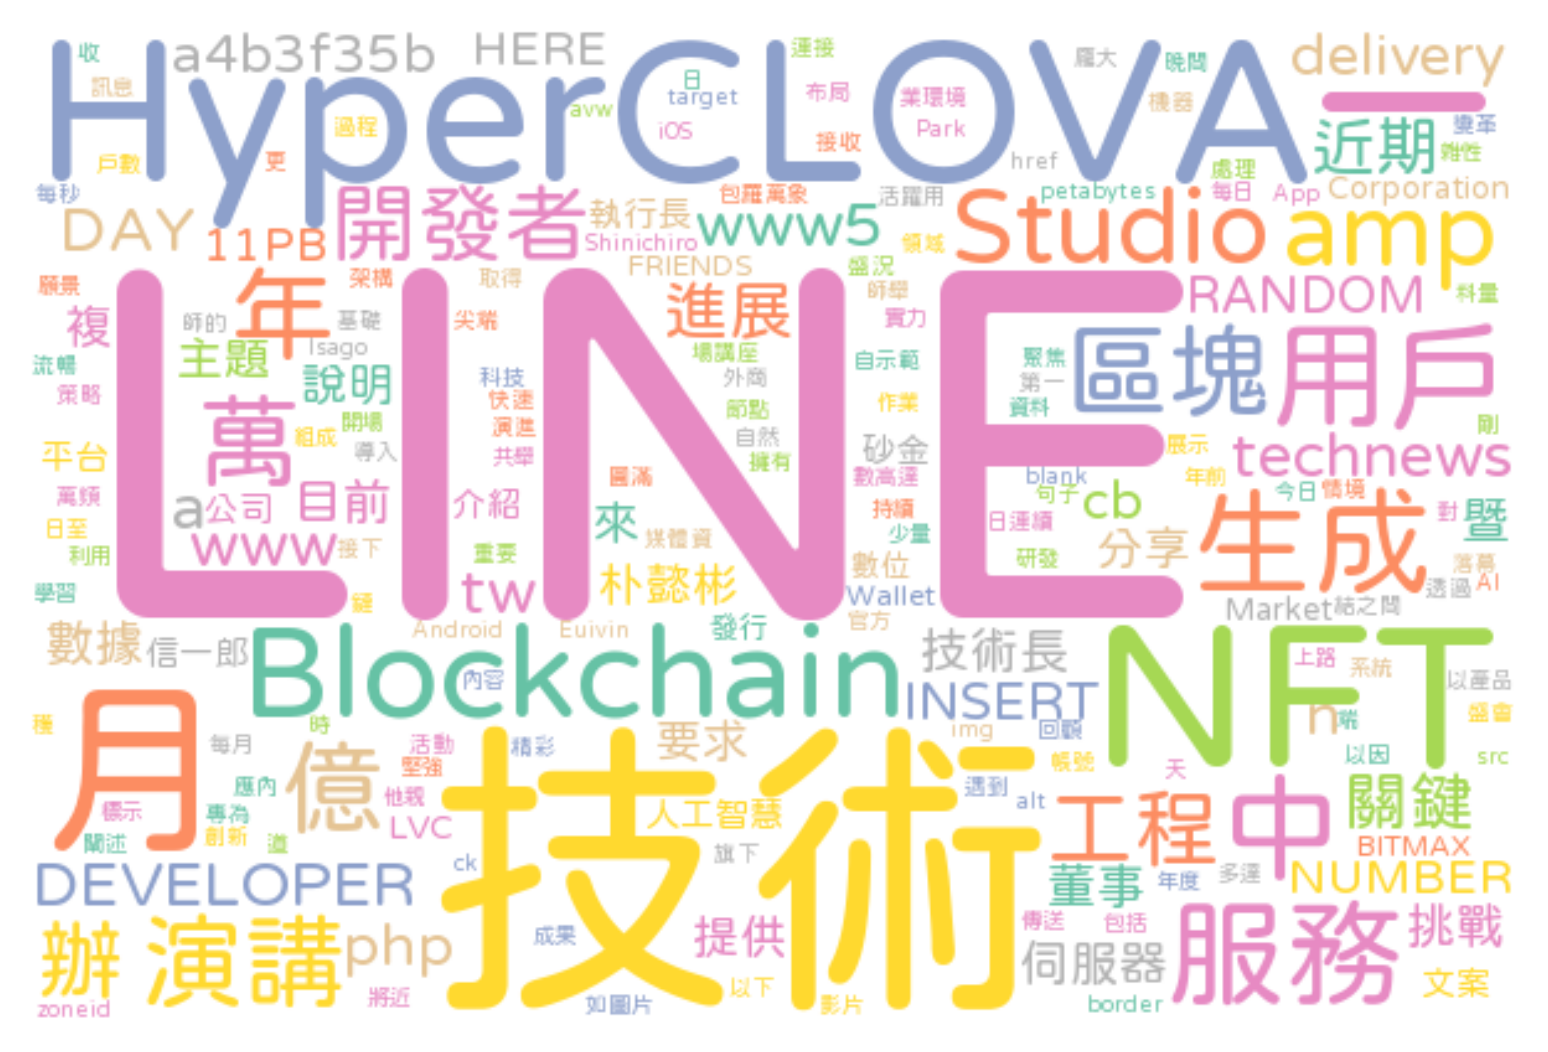 HyperCLOVA
收
訊息
a4b3f35b
HERE
avw
日
target
iOS
連接
布局
業環境
Park
接收
龐大
晚間
機器
delivery
一
近期
變革
雜性
處理
href
過程
更
戶數
每秒
DAY
11PB
開發者
執行長
Shinichiro
包羅萬象
www5
活躍用
領域
petabytes
每日
App
Corporation
Studio
amp
FRIENDS
盛況
LINE
願景
複
流暢
策略
年
架構
師的
基礎
Isago
主題
說明
取得
尖端
進展
場講座
外商
師舉
實力
自示範
RANDOM
料量
聚焦
第一
資料
區塊
用戶
剛
萬
開場
組成
導入
科技
快速
演進
共舉
節點
自然
擁有
作業
砂金
數高達
展示
年前
technews
平台
萬頻
日至
利用
學習
a
公司
目前
www
接下
介紹
重要
tw
圓滿
來
媒體資
朴懿彬
持續
少量
數位
Wallet
官方
blank
句子
cb
日連續
研發
分享
今日
情境
生成
對
暨
落幕
AI
透過
Market
結之間
鏈
數據
信一郎
Android
Euivin
發行
Blockchain
內容
技術長
INSERT
NFT
上路
系統
以產品
n
端
盛會
月
每月
時
應內
標示
專為
創新
闡述
道
億
活動
堅強
他親
LVC
精彩
要求
技術
人工智慧
旗下
img
回顧
遇到
alt
帳號
天
以因
src
工程
中
關鍵
BITMAX
NUMBER
董事
年度
多達
DEVELOPER
ck
辦
演講
php
zoneid
將近
成果
如圖片
提供
以下
影片
傳送
包括
伺服器
border
服務
挑戰
文案